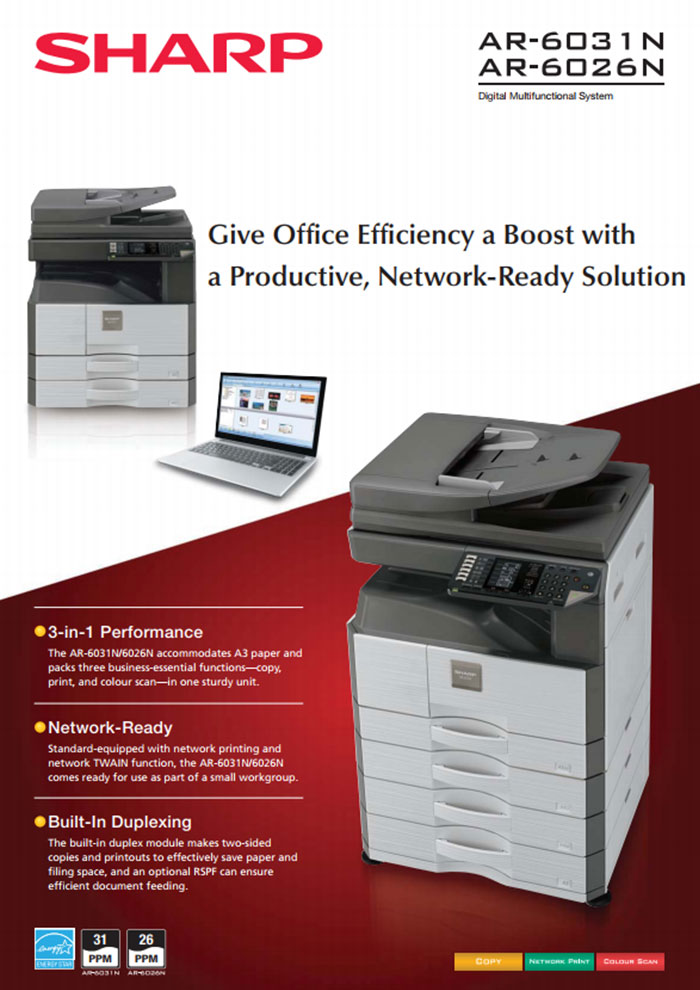 SHARP
AR-6031N
AR-6026N
Digital Multifunctional System
Give Office Efficiency a Boost with
a Productive, Network-Ready Solution
3-in-1 Performance
The AR-6031N/6026N accommodates A3 paper and
packs three business-essential functions—copy,
print, and colour scan—in one sturdy unit.
Network-Ready
Standard-equipped with network printing and
network TWAIN function, the AR-6031N/6026N
comes ready for use as part of a small workgroup.
Built-In Duplexing
The built-in duplex module makes two-sided
copies and printouts to effectively save paper and
filing space, and an optional RSPF can ensure
efficient document feeding.
energy
ENERGY STAR
31
PPM
AR-6031N
26
PPM
AR-6026N
COPY
NETWORK PRINT
COLOUR SCAN